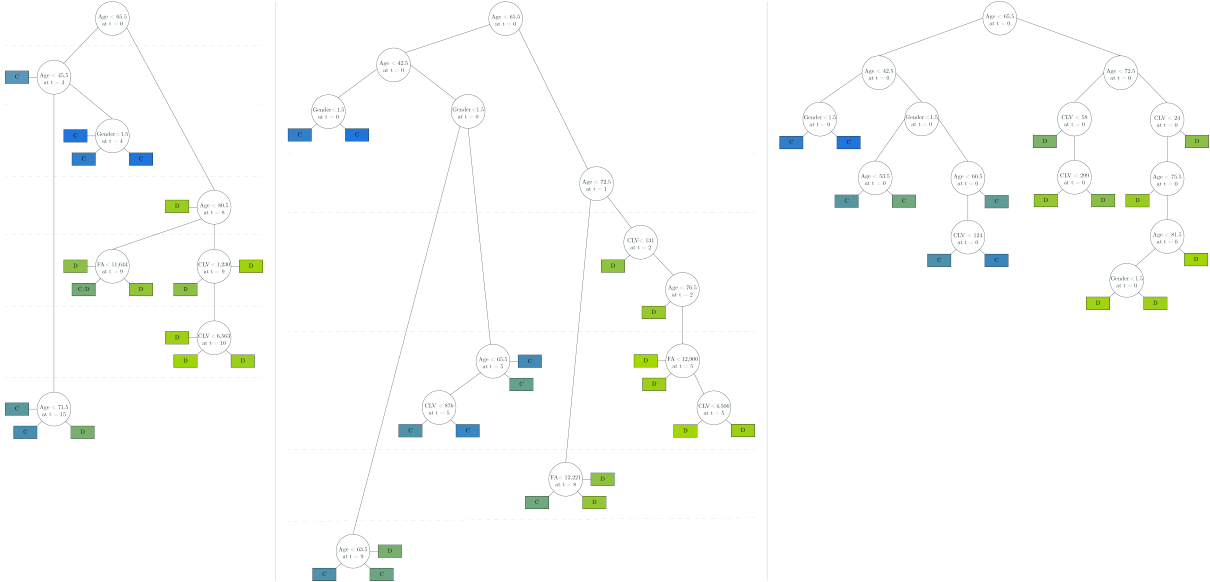 Age < 65.5
at t = 0
C
Age < 45.5
at t = 4
C
Gender<1.5
at t = 4
C
C
D
Age < 80.5
at t = 8
D
FA < 11,644
at t = 9
CLV< 1,230
at t = 9
D
C/D
D
D
D
CLV < 6,563
at t = 10
D
D
C
Age < 71.5
at t = 15
C
D
Age < 65.5
at t = 0
Age < 42.5
at t = 0
Gender<1.5
at t = 0
Gender<1.5
at t = 0
C
C
Age < 72.5
at t = 1
CLV< 131
at t = 2
D
Age < 76.5
at t = 2
D
Age < 65.5
at t = 5
C
C
D
FA < 12,900
at t = 5
D
CLV < 876
at t = 5
C
C
at t = 5
D
D
FA< 12,221
at t = 8
D
C
D
Age < 63.5
at t = 9
D
C
C
Age < 65.5
at t = 0
Age < 42.5
at t = 0
Age < 72.5
at t = 0
Gender<1.5
at t = 0
Gender<1.5
at t = 0
CLV < 58
at t = 0
CLV < 24
at t = 0
C
C
D
D
Age < 53.5
at t = 0
Age < 60.5
at t = 0
CLV < 299
at t = 0
Age < 75.5
at t = 0
C
C
C
D
D
D
CLV < 124
at t = 0
Age < 81.5
at t = 0
C
C
D
Gender<1.5
at t = 0
D
D